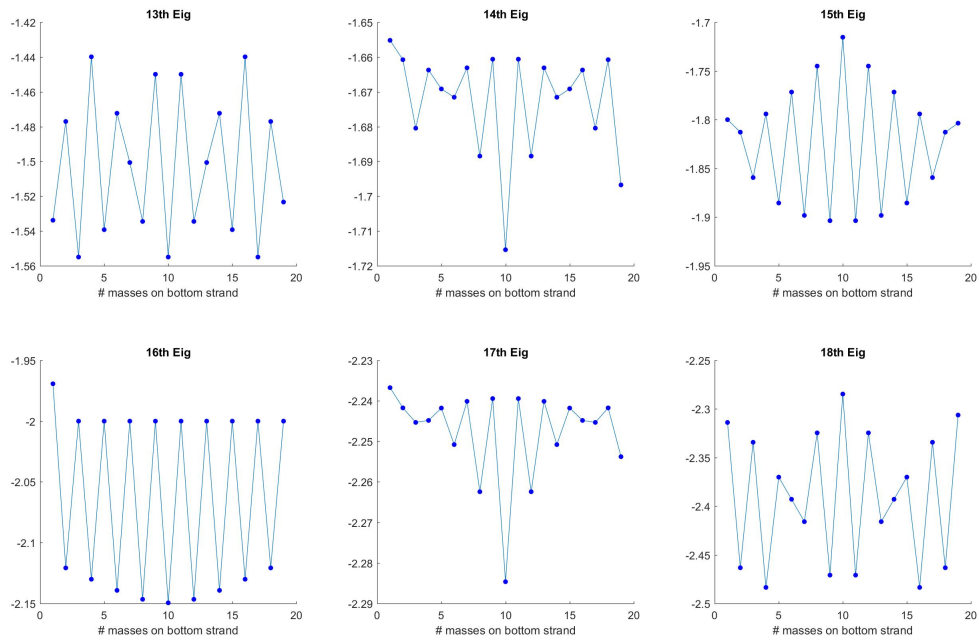 13th Eig
-1.42
-1.44
-1.46
-1.48
-1.5
-1.52
-1.54
-1.56
0 5 10 15 20
# masses on bottom strand
14th Eig
-1.65
-1.66
-1.67
-1.68
-1.69
-1.7
-1.71
-1.72
0 5 10 15 20
# masses on bottom strand
15th Eig
-1.7
-1.75
-1.8
-1.85
-1.9
-1.95
0 5 10 15 20
# masses on bottom strand
16th Eig
-1.95
-2
-2.05
-2.1
-2.15
0 5 10 15 20
# masses on bottom strand
17th Eig
-2.23
-2.24
-2.25
-2.26
-2.27
-2.28
-2.29
0 5 10 15 20
# masses on bottom strand
18th Eig
-2.25
-2.3
-2.35
-2.4
-2.45
-2.5
0 5 10 15 20
# masses on bottom strand